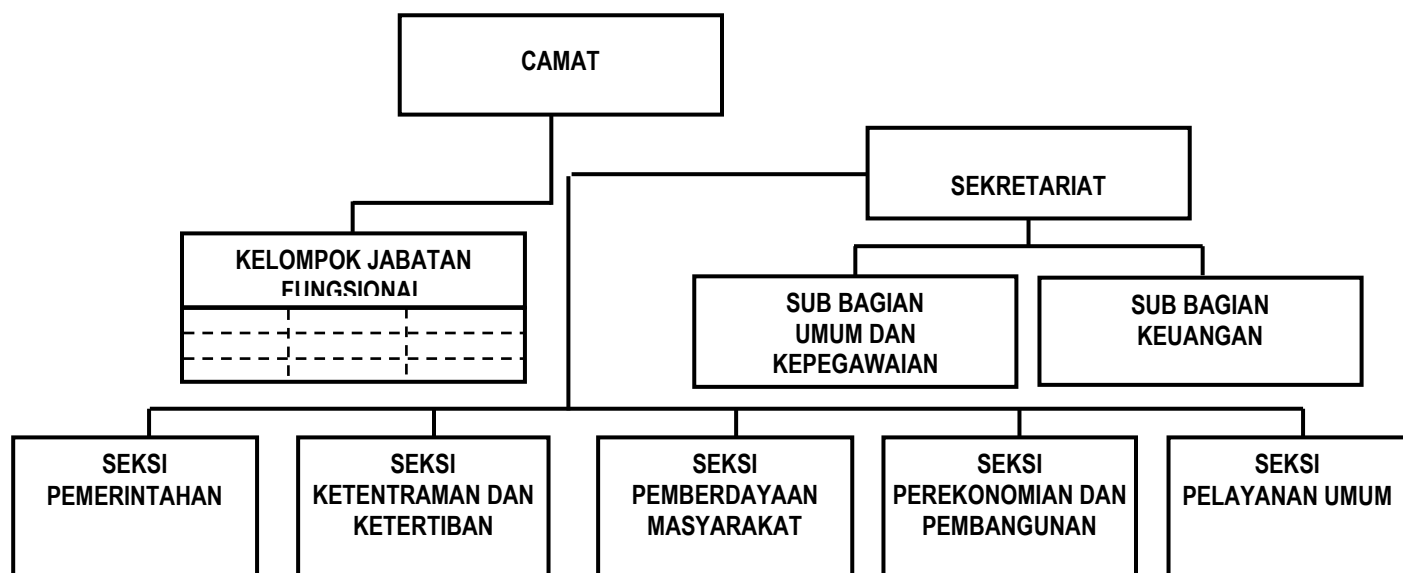 CAMAT
SEKRETARIAT
KELOMPOK JABATAN
FUNGSIONAL
SUB BAGIAN
UMUM DAN
KEPEGAWAIAN
SUB BAGIAN
KEUANGAN
SEKSI
PEMERINTAHAN
SEKSI
KETENTRAMAN DAN
KETERTIBAN
SEKSI
PEMBERDAYAAN
MASYARAKAT
SEKSI
PEREKONOMIAN DAN
PEMBANGUNAN
SEKSI
PELAYANAN UMUM